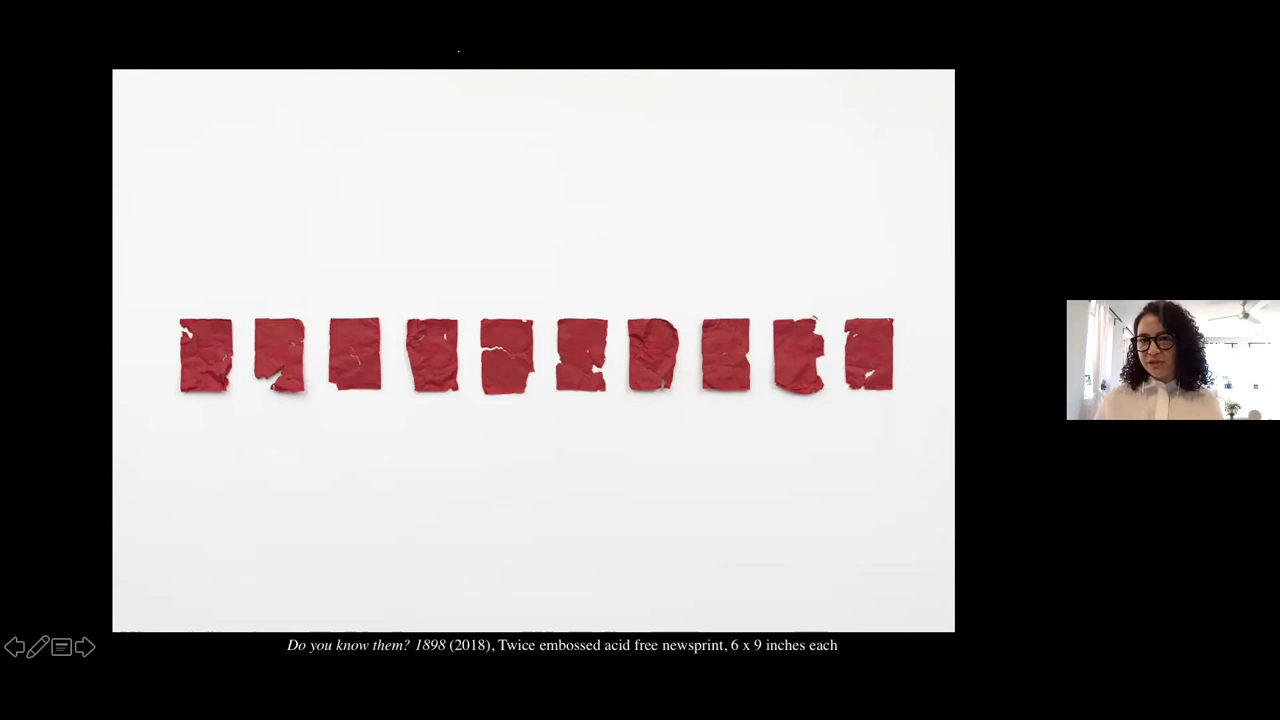 Do you know them? 1898 (2018), Twice embossed acid free newsprint, 6 x 9 inches each